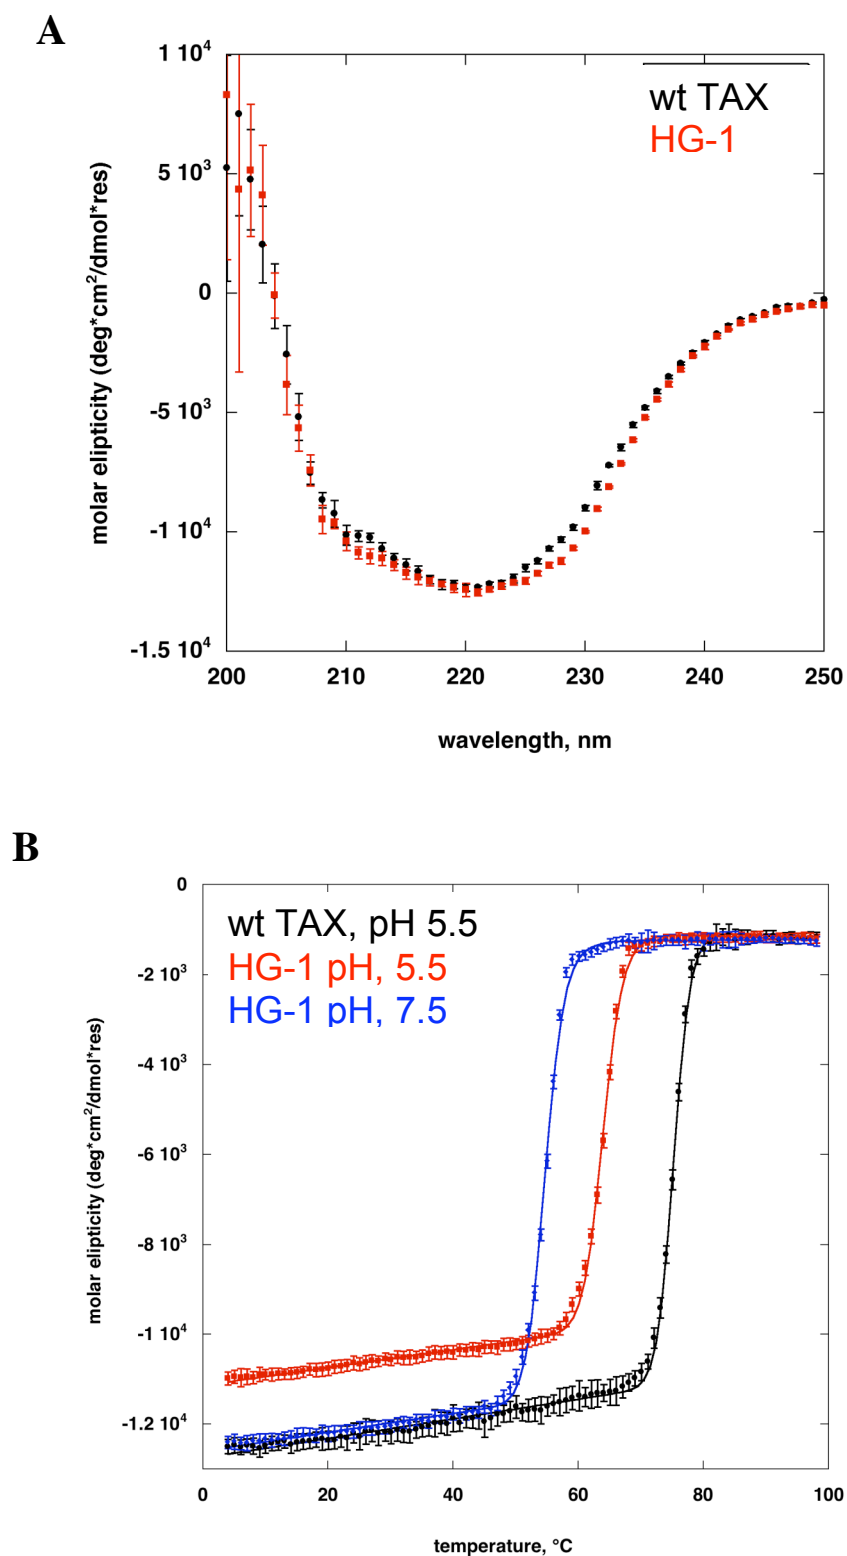 A
1 10⁴
5 10³
0
-5 10³
-1 10⁴
-1.5 10⁴
molar elipticity (deg*cm²/dmol*res)
wt TAX
HG-1
200 210 220 230 240 250
wavelength, nm
B
0
-2 10³
-4 10³
-6 10³
-8 10³
-1 10⁴
-1.2 10⁴
molar elipticity (deg*cm²/dmol*res)
wt TAX, pH 5.5
HG-1 pH, 5.5
HG-1 pH, 7.5
0 20 40 60 80 100
temperature, °C